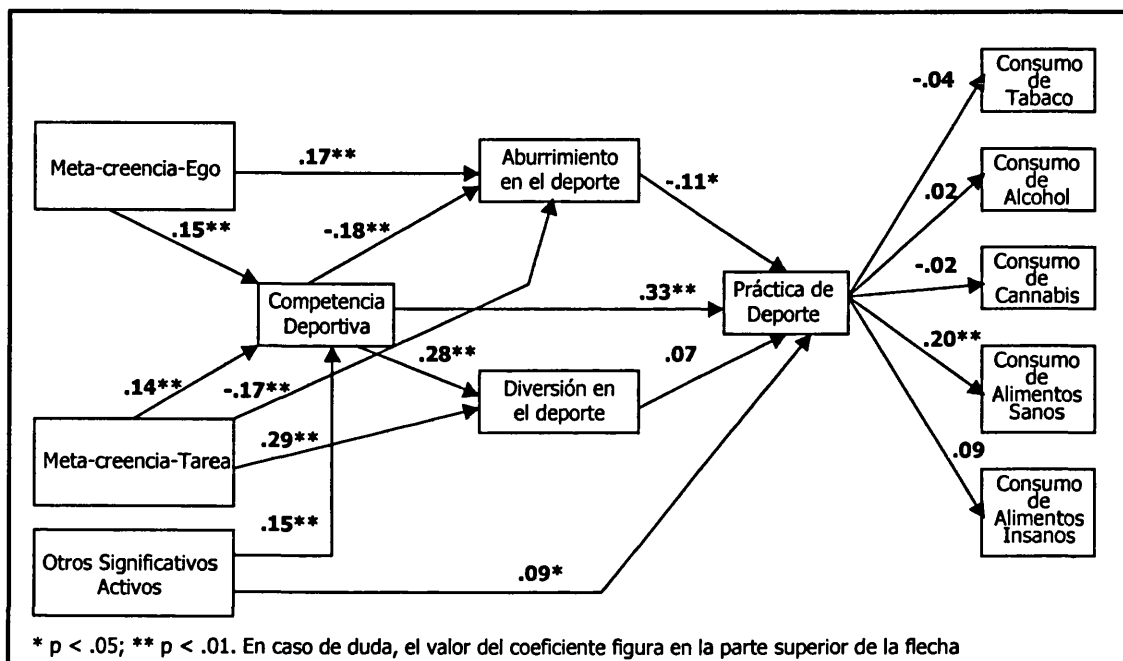 Meta-creencia-Ego
.17**
Aburrimiento
en el deporte
-.11*
.15**
-.18**
Competencia
Deportiva
.33**
Práctica de
Deporte
.14**
-.17**
.28**
.07
Diversión en
el deporte
Meta-creencia-Tarea
.29**
.15**
Otros Significativos
Activos
.09*
-.04
Consumo
de
Tabaco
.02
Consumo
de
Alcohol
-.02
Consumo
de
Cannabis
.20**
Consumo
de
Alimentos
Sanos
.09
Consumo
de
Alimentos
Insanos
* p < .05; ** p < .01. En caso de duda, el valor del coeficiente figura en la parte superior de la flecha